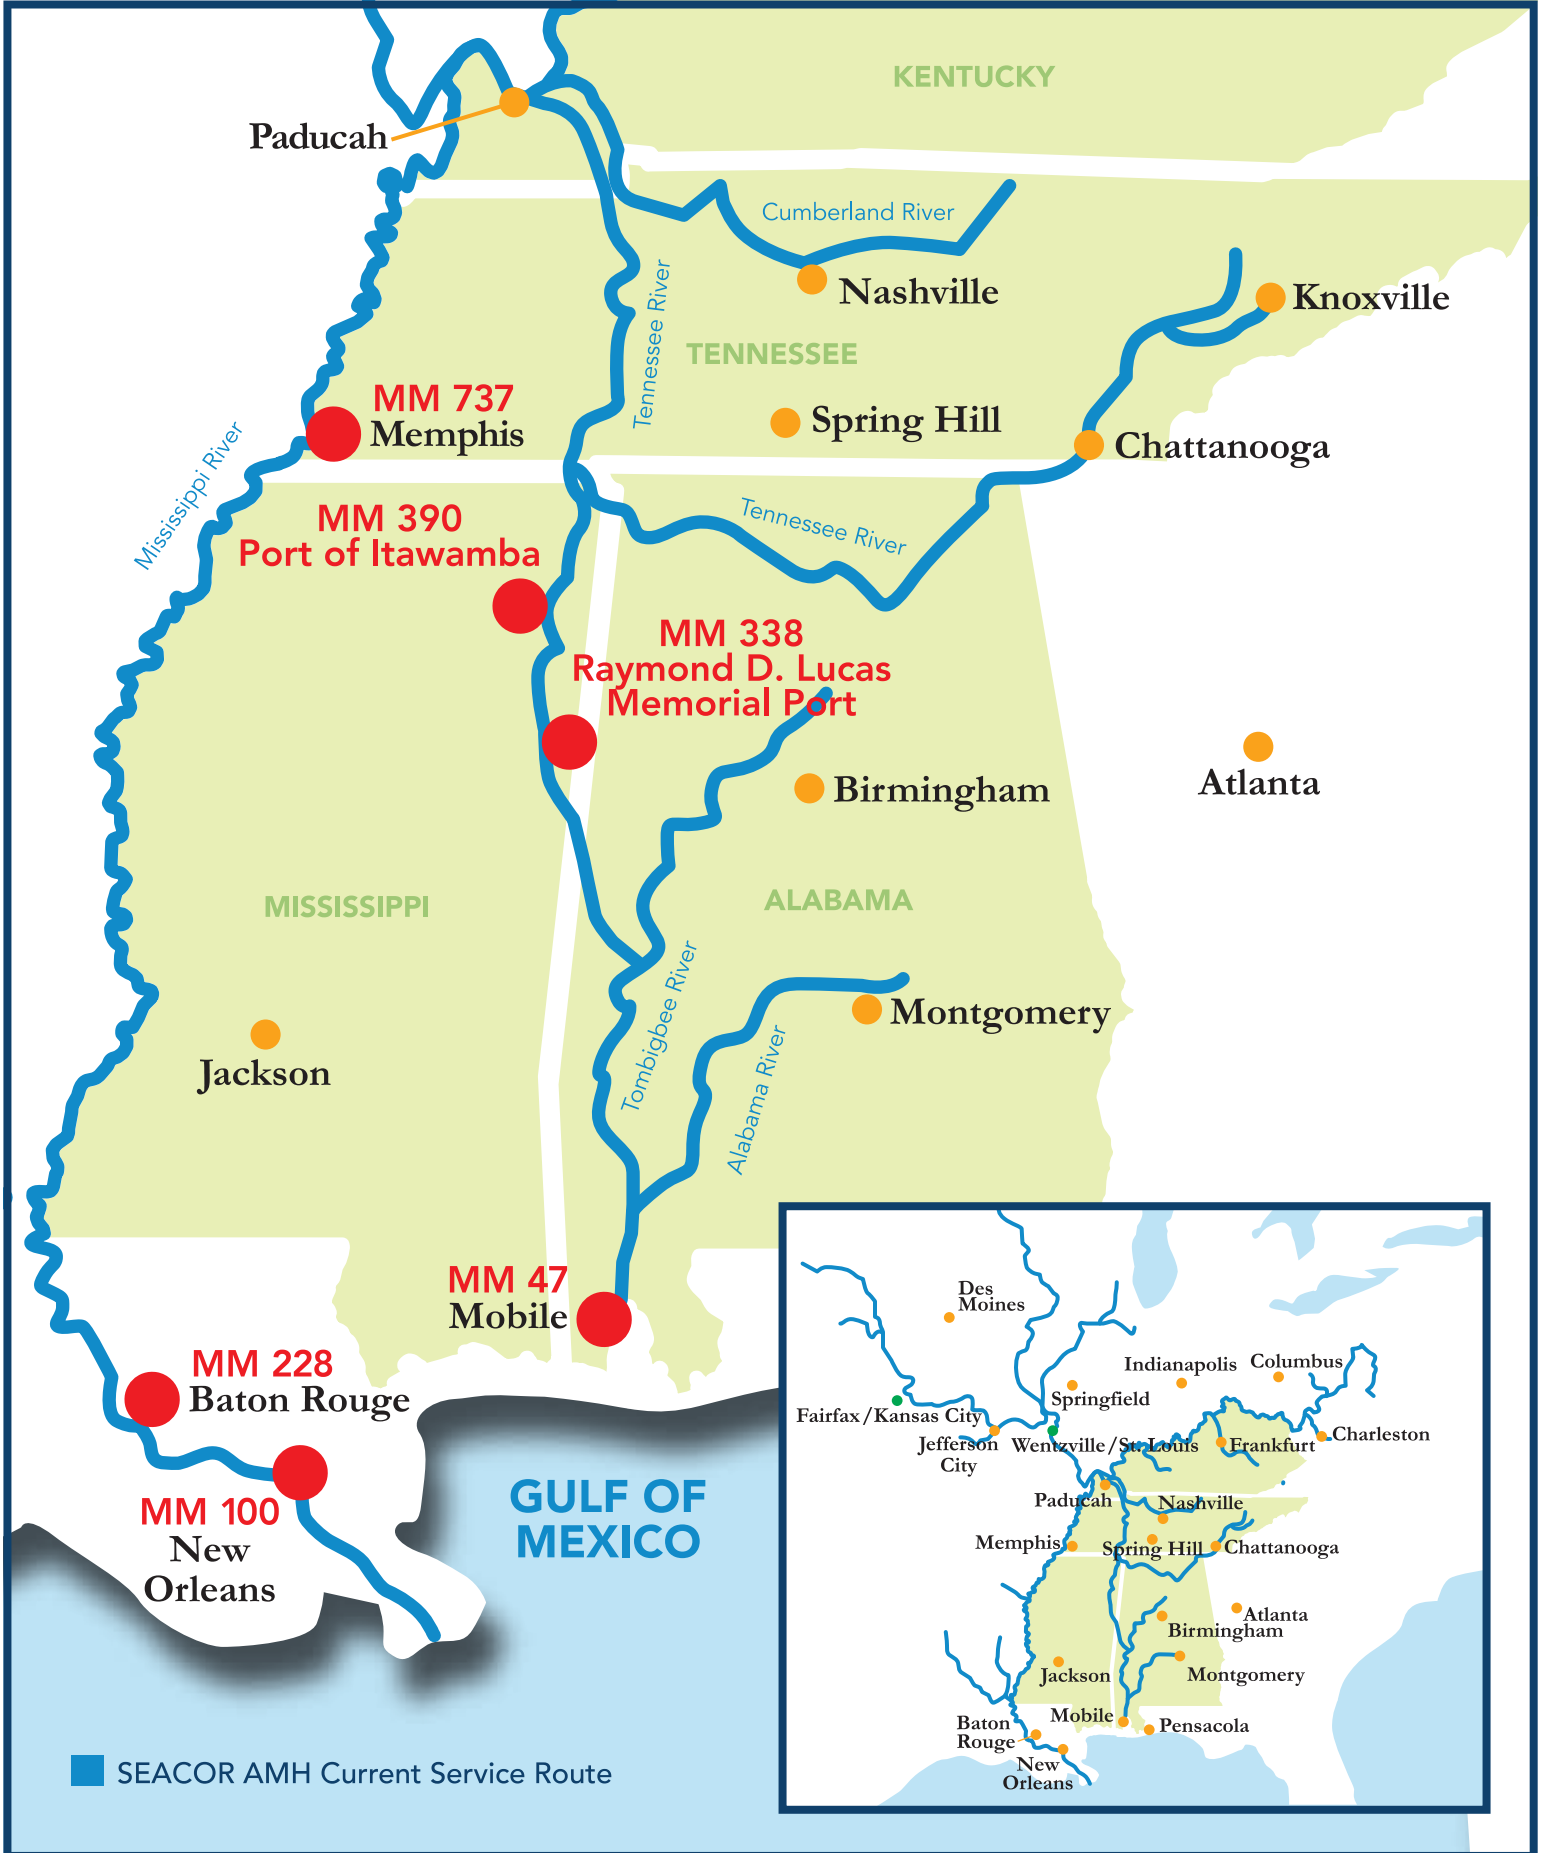 KENTUCKY
Paducah
Cumberland River
Nashville
Knoxville
Tennessee River
TENNESSEE
MM 737
Memphis
Spring Hill
Chattanooga
Mississippi River
MM 390
Port of Itawamba
Tennessee River
MM 338
Raymond D. Lucas
Memorial Port
Atlanta
Birmingham
MISSISSIPPI
ALABAMA
Jackson
Tombigbee River
Montgomery
Alabama River
MM 47
Mobile
MM 228
Baton Rouge
MM 100
New
Orleans
GULF OF
MEXICO
SEACOR AMH Current Service Route
Des
Moines
Indianapolis
Columbus
Springfield
Fairfax/Kansas City
Jefferson
City
Wentzville/St. Louis
Frankfurt
Charleston
Paducah
Nashville
Memphis
Spring Hill
Chattanooga
Atlanta
Birmingham
Jackson
Montgomery
Mobile
Pensacola
Baton
Rouge
New
Orleans